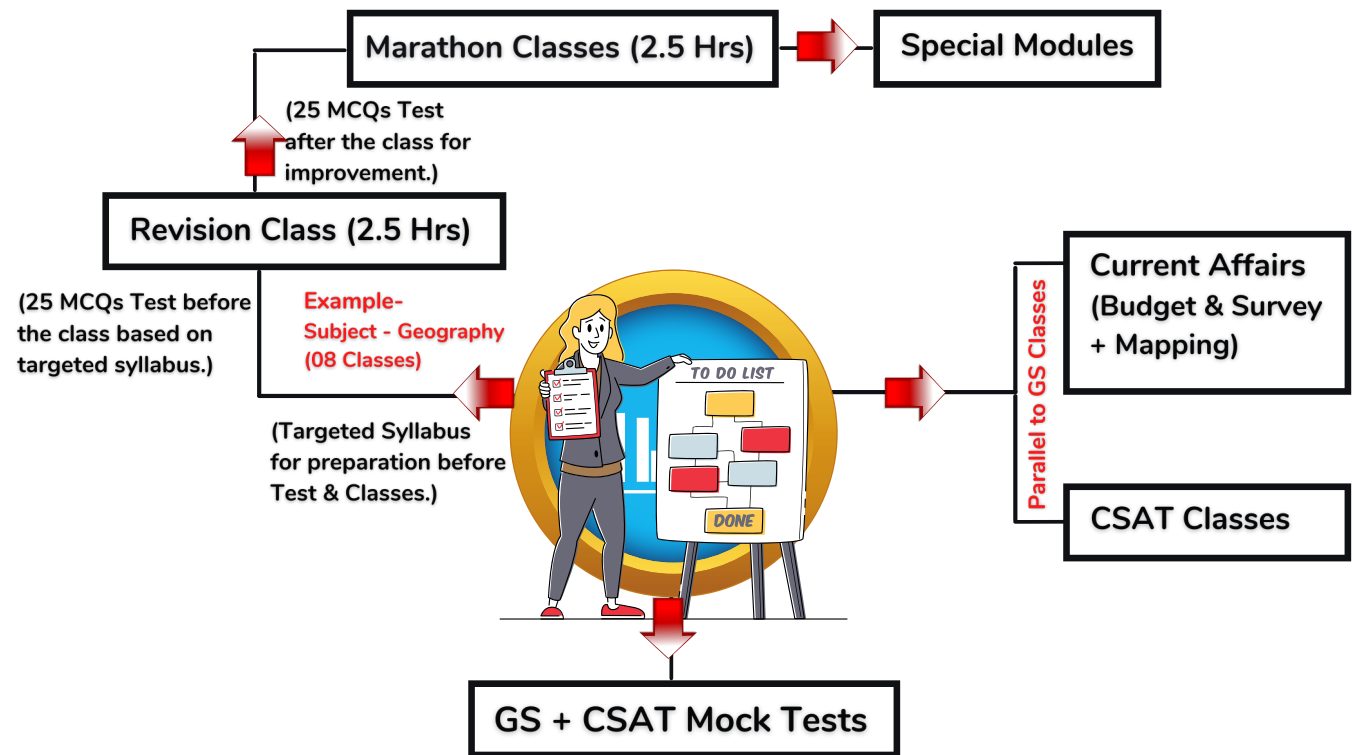 Marathon Classes (2.5 Hrs)
Special Modules
(25 MCQs Test
after the class for
improvement.)
Revision Class (2.5 Hrs)
(25 MCQs Test before
the class based on
targeted syllabus.)
Example-
Subject - Geography
(08 Classes)
(Targeted Syllabus
for preparation before
Test & Classes.)
TO DO LIST
DONE
Parallel to GS Classes
Current Affairs
(Budget & Survey
+ Mapping)
CSAT Classes
GS + CSAT Mock Tests